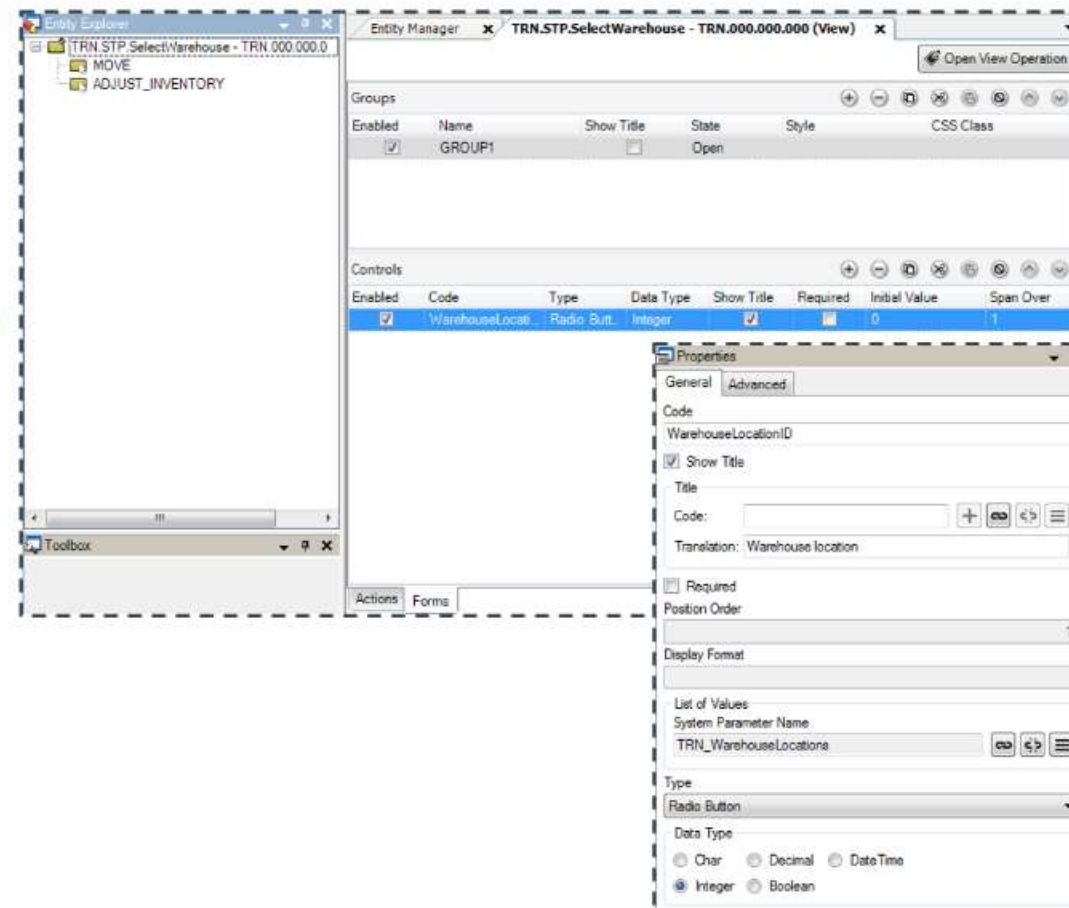 Entity Explorer
TRN.STP.SelectWarehouse - TRN.000.000.0
MOVE
ADJUST_INVENTORY
Toolbox
Entity Manager TRN.STP.SelectWarehouse - TRN.000.000.000 (View)
Open View Operation
Groups
Enabled Name Show Title State Style CSS Class
GROUP1 Open
Controls
Enabled Code Type Data Type Show Title Required Initial Value Span Over
WarehouseLocati... Radio Butt... Integer 0 1
Actions Forms
Properties
General Advanced
Code
WarehouseLocationID
Show Title
Title
Code:
Translation: Warehouse location
Required
Position Order
1
Display Format
List of Values
System Parameter Name
TRN_WarehouseLocations
Type
Radio Button
Data Type
Char Decimal DateTime
Integer Boolean